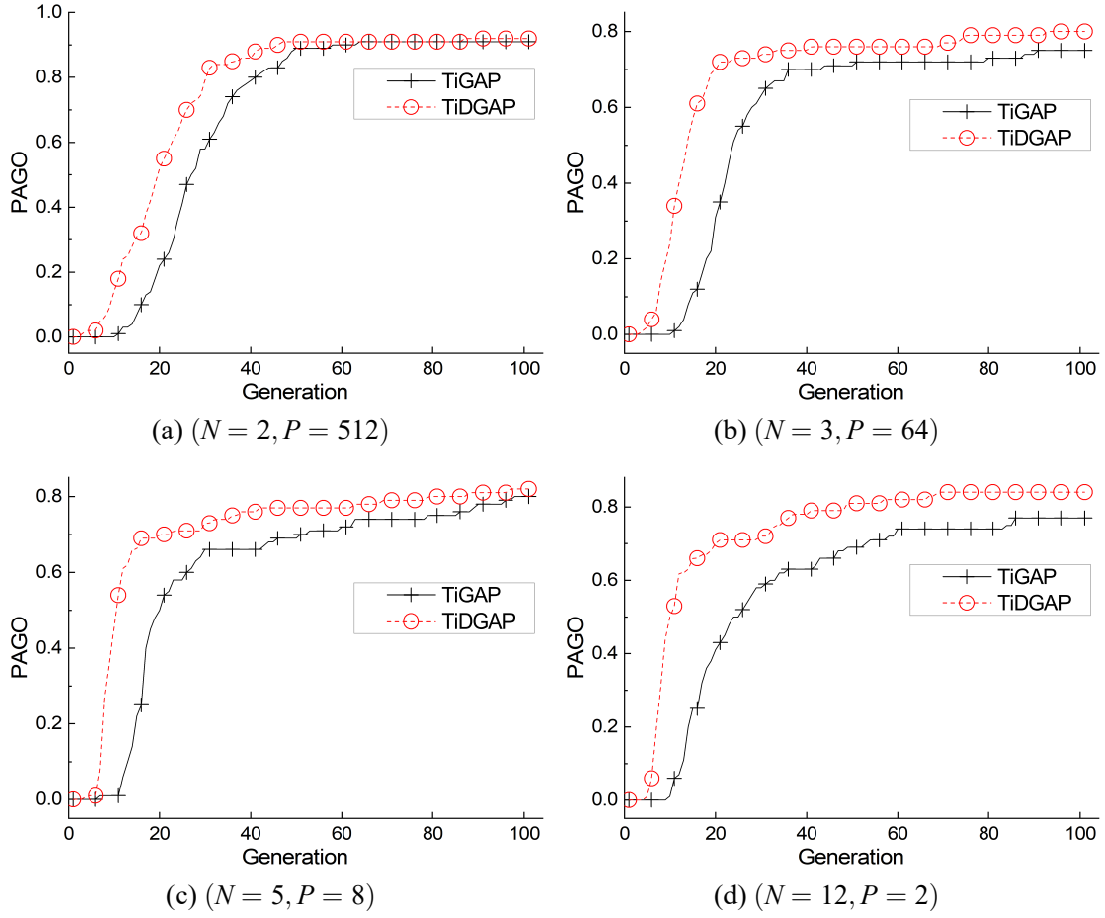 1.0
0.8
0.6
0.4
0.2
0.0
PAGO
TiGAP
TiDGAP
0 20 40 60 80 100
Generation
(a) (N = 2, P = 512)
0.8
0.6
0.4
0.2
0.0
PAGO
TiGAP
TiDGAP
0 20 40 60 80 100
Generation
(b) (N = 3, P = 64)
0.8
0.6
0.4
0.2
0.0
PAGO
TiGAP
TiDGAP
0 20 40 60 80 100
Generation
(c) (N = 5, P = 8)
0.8
0.6
0.4
0.2
0.0
PAGO
TiGAP
TiDGAP
0 20 40 60 80 100
Generation
(d) (N = 12, P = 2)